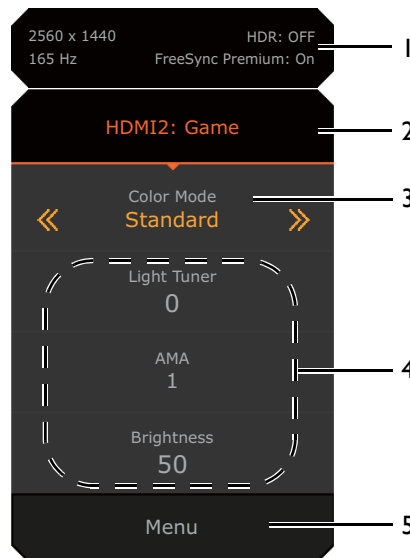 2560 x 1440 HDR: OFF 1
165 Hz FreeSync Premium: On
HDMI2: Game 2
Color Mode 3
Standard
Light Tuner
0
AMA 4
1
Brightness
50
Menu 5